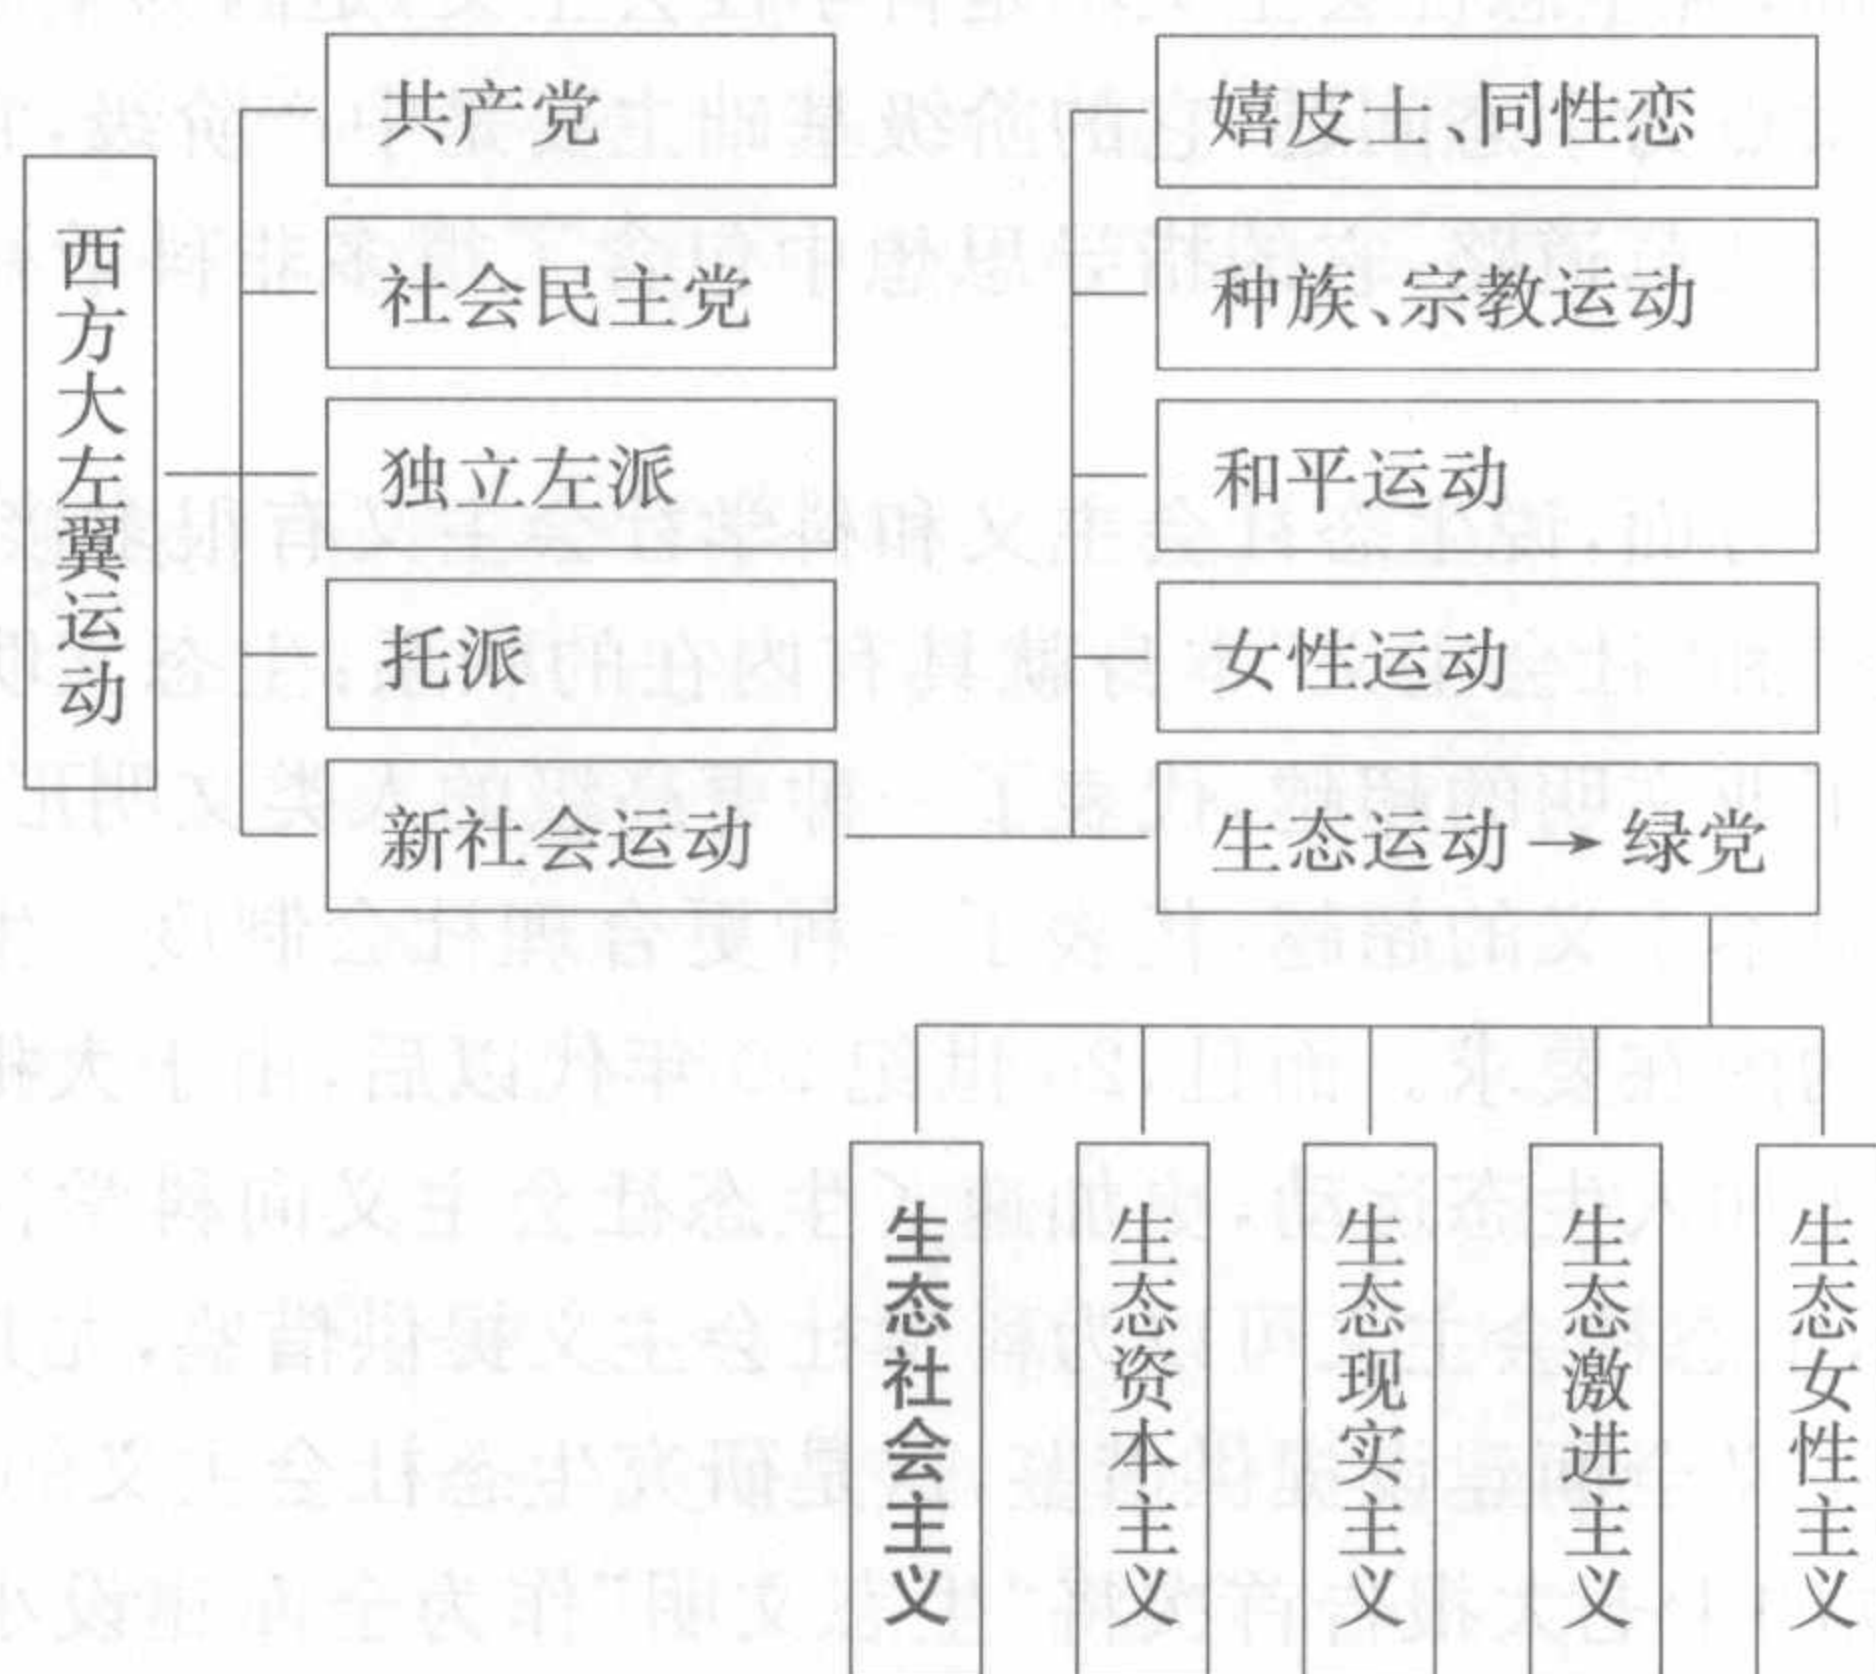 西方大左翼运动
共产党
社会民主党
独立左派
托派
新社会运动
嬉皮士、同性恋
种族、宗教运动
和平运动
女性运动
生态运动→绿党
生态社会主义
生态资本主义
生态现实主义
生态激进主义
生态女性主义